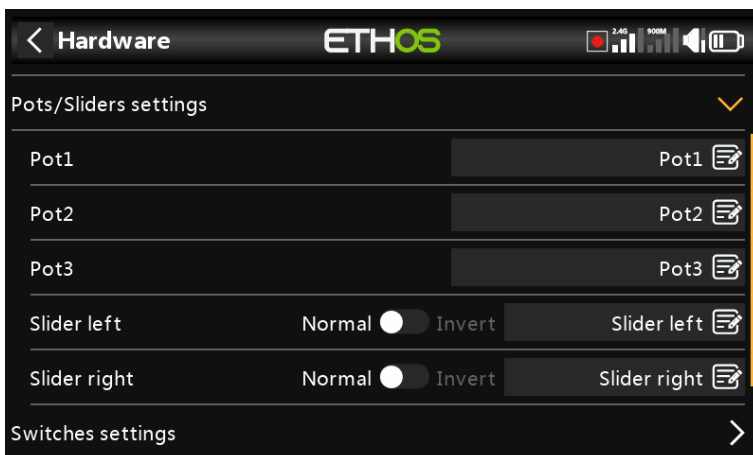 Hardware ETHOS 2.4G 900M
Pots/Sliders settings
Pot1 Pot1
Pot2 Pot2
Pot3 Pot3
Slider left Normal Invert Slider left
Slider right Normal Invert Slider right
Switches settings